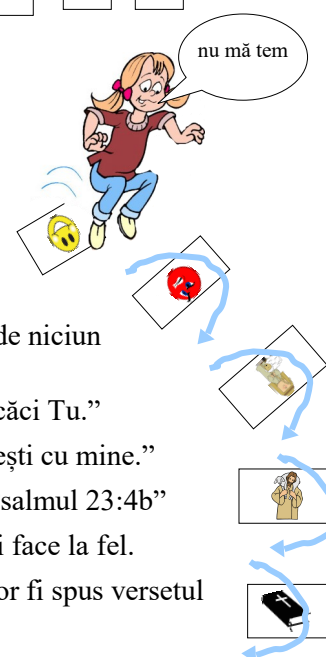 nu mă tem
de niciun
căci Tu.”
ești cu mine.”
salmul 23:4b”
i face la fel.
or fi spus versetul